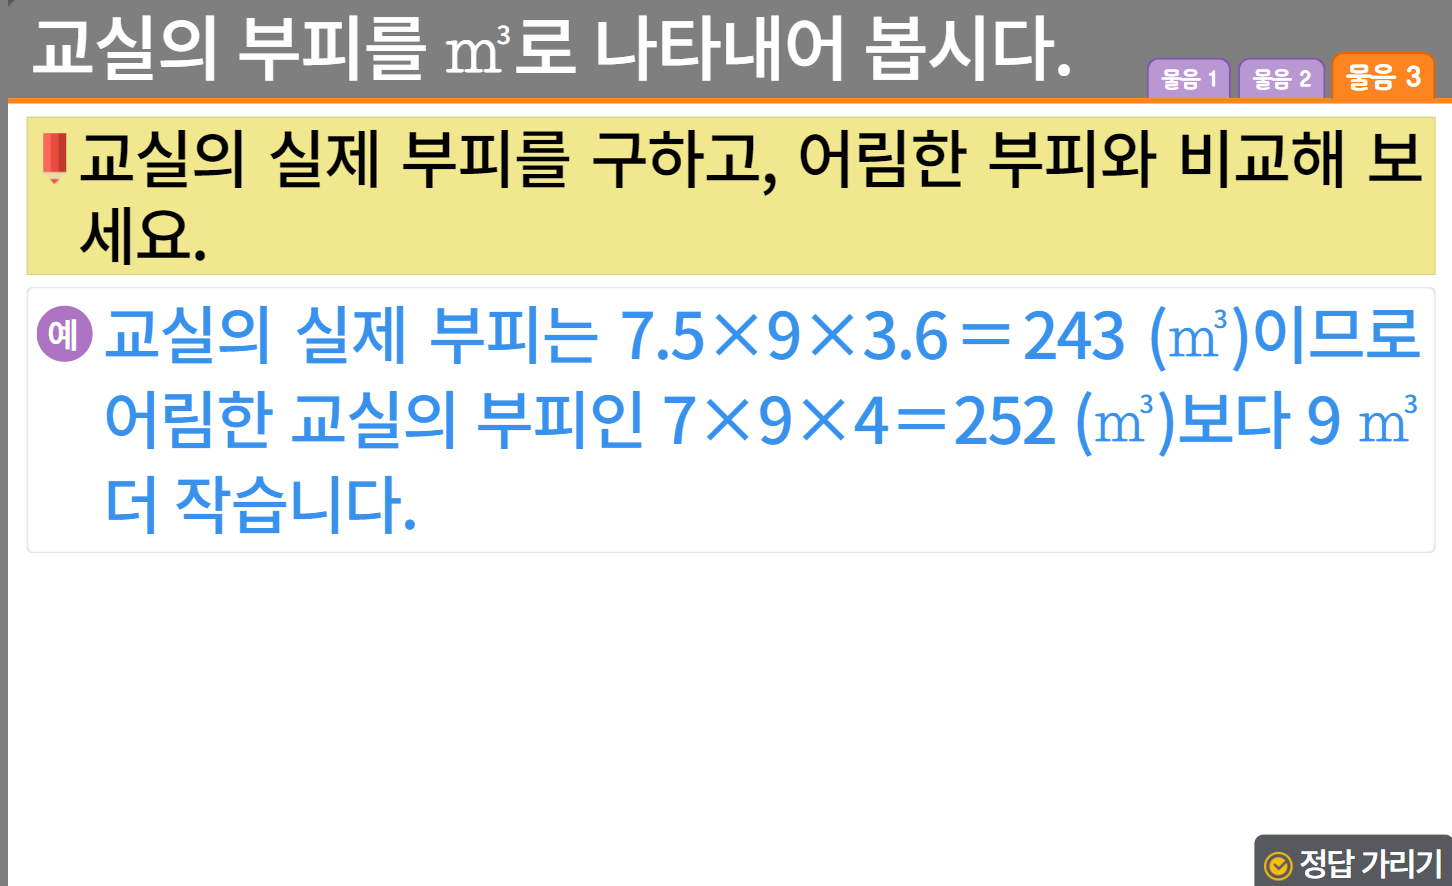 교실의 부피를 m³로 나타내어 봅시다.
물음 1 물음 2 물음 3
교실의 실제 부피를 구하고, 어림한 부피와 비교해 보
세요.
예 교실의 실제 부피는 7.5×9×3.6=243 (m³)이므로
어림한 교실의 부피인 7×9×4=252 (m³)보다 9 m³
더 작습니다.
정답 가리기